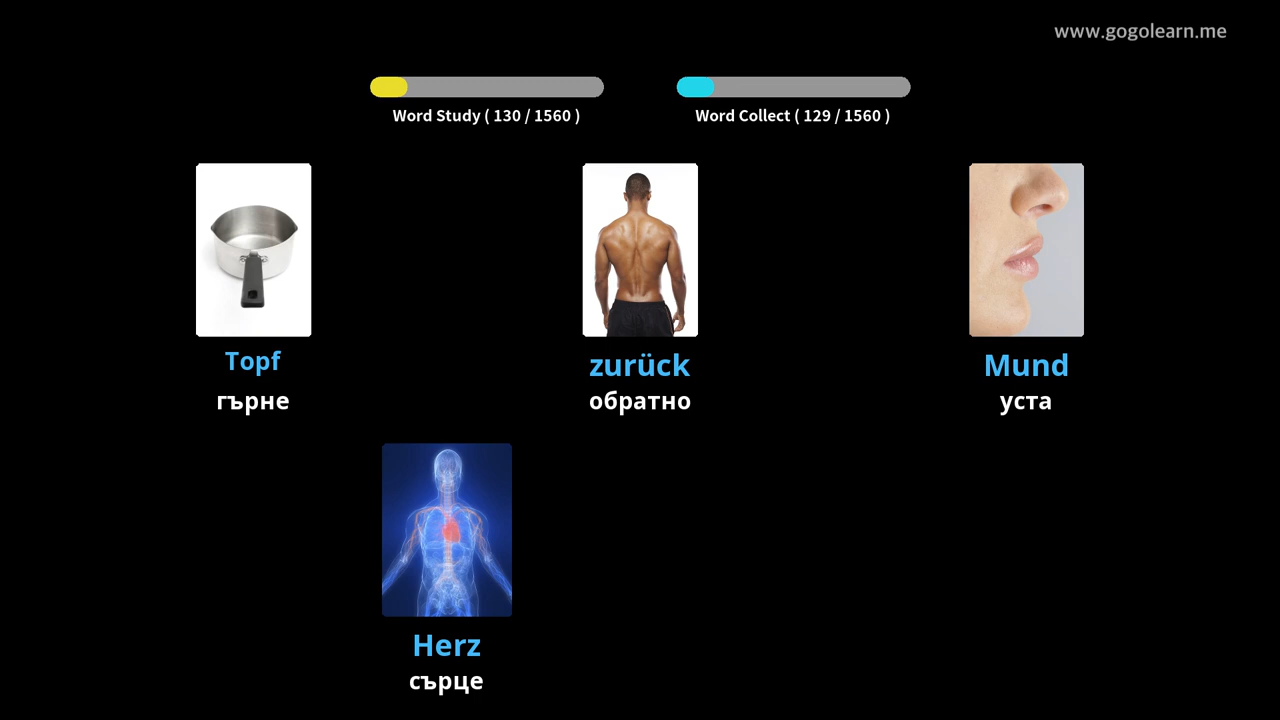 www.gogolearn.me
Word Study ( 130 / 1560 )
Word Collect ( 129 / 1560 )
Topf
гърне
zurück
обратно
Mund
уста
Herz
сърце